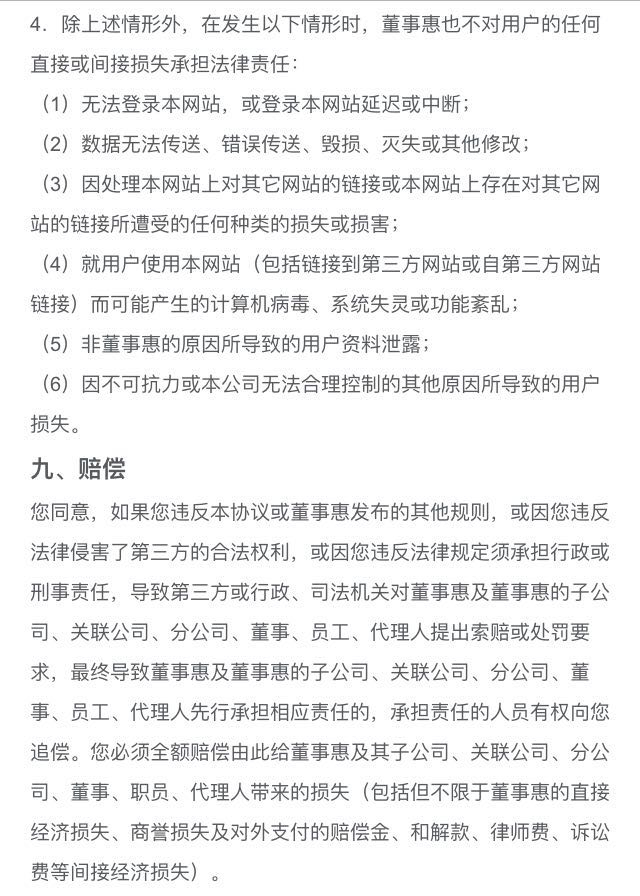 4．除上述情形外，在发生以下情形时，董事惠也不对用户的任何
直接或间接损失承担法律责任：
（1）无法登录本网站，或登录本网站延迟或中断；
（2）数据无法传送、错误传送、毁损、灭失或其他修改；
（3）因处理本网站上对其它网站的链接或本网站上存在对其它网
站的链接所遭受的任何种类的损失或损害；
（4）就用户使用本网站（包括链接到第三方网站或自第三方网站
链接）而可能产生的计算机病毒、系统失灵或功能紊乱；
（5）非董事惠的原因所导致的用户资料泄露；
（6）因不可抗力或本公司无法合理控制的其他原因所导致的用户
损失。
九、赔偿
您同意，如果您违反本协议或董事惠发布的其他规则，或因您违反
法律侵害了第三方的合法权利，或因您违反法律规定须承担行政或
刑事责任，导致第三方或行政、司法机关对董事惠及董事惠的子公
司、关联公司、分公司、董事、员工、代理人提出索赔或处罚要
求，最终导致董事惠及董事惠的子公司、关联公司、分公司、董
事、员工、代理人先行承担相应责任的，承担责任的人员有权向您
追偿。您必须全额赔偿由此给董事惠及其子公司、关联公司、分公
司、董事、职员、代理人带来的损失（包括但不限于董事惠的直接
经济损失、商誉损失及对外支付的赔偿金、和解款、律师费、诉讼
费等间接经济损失）。